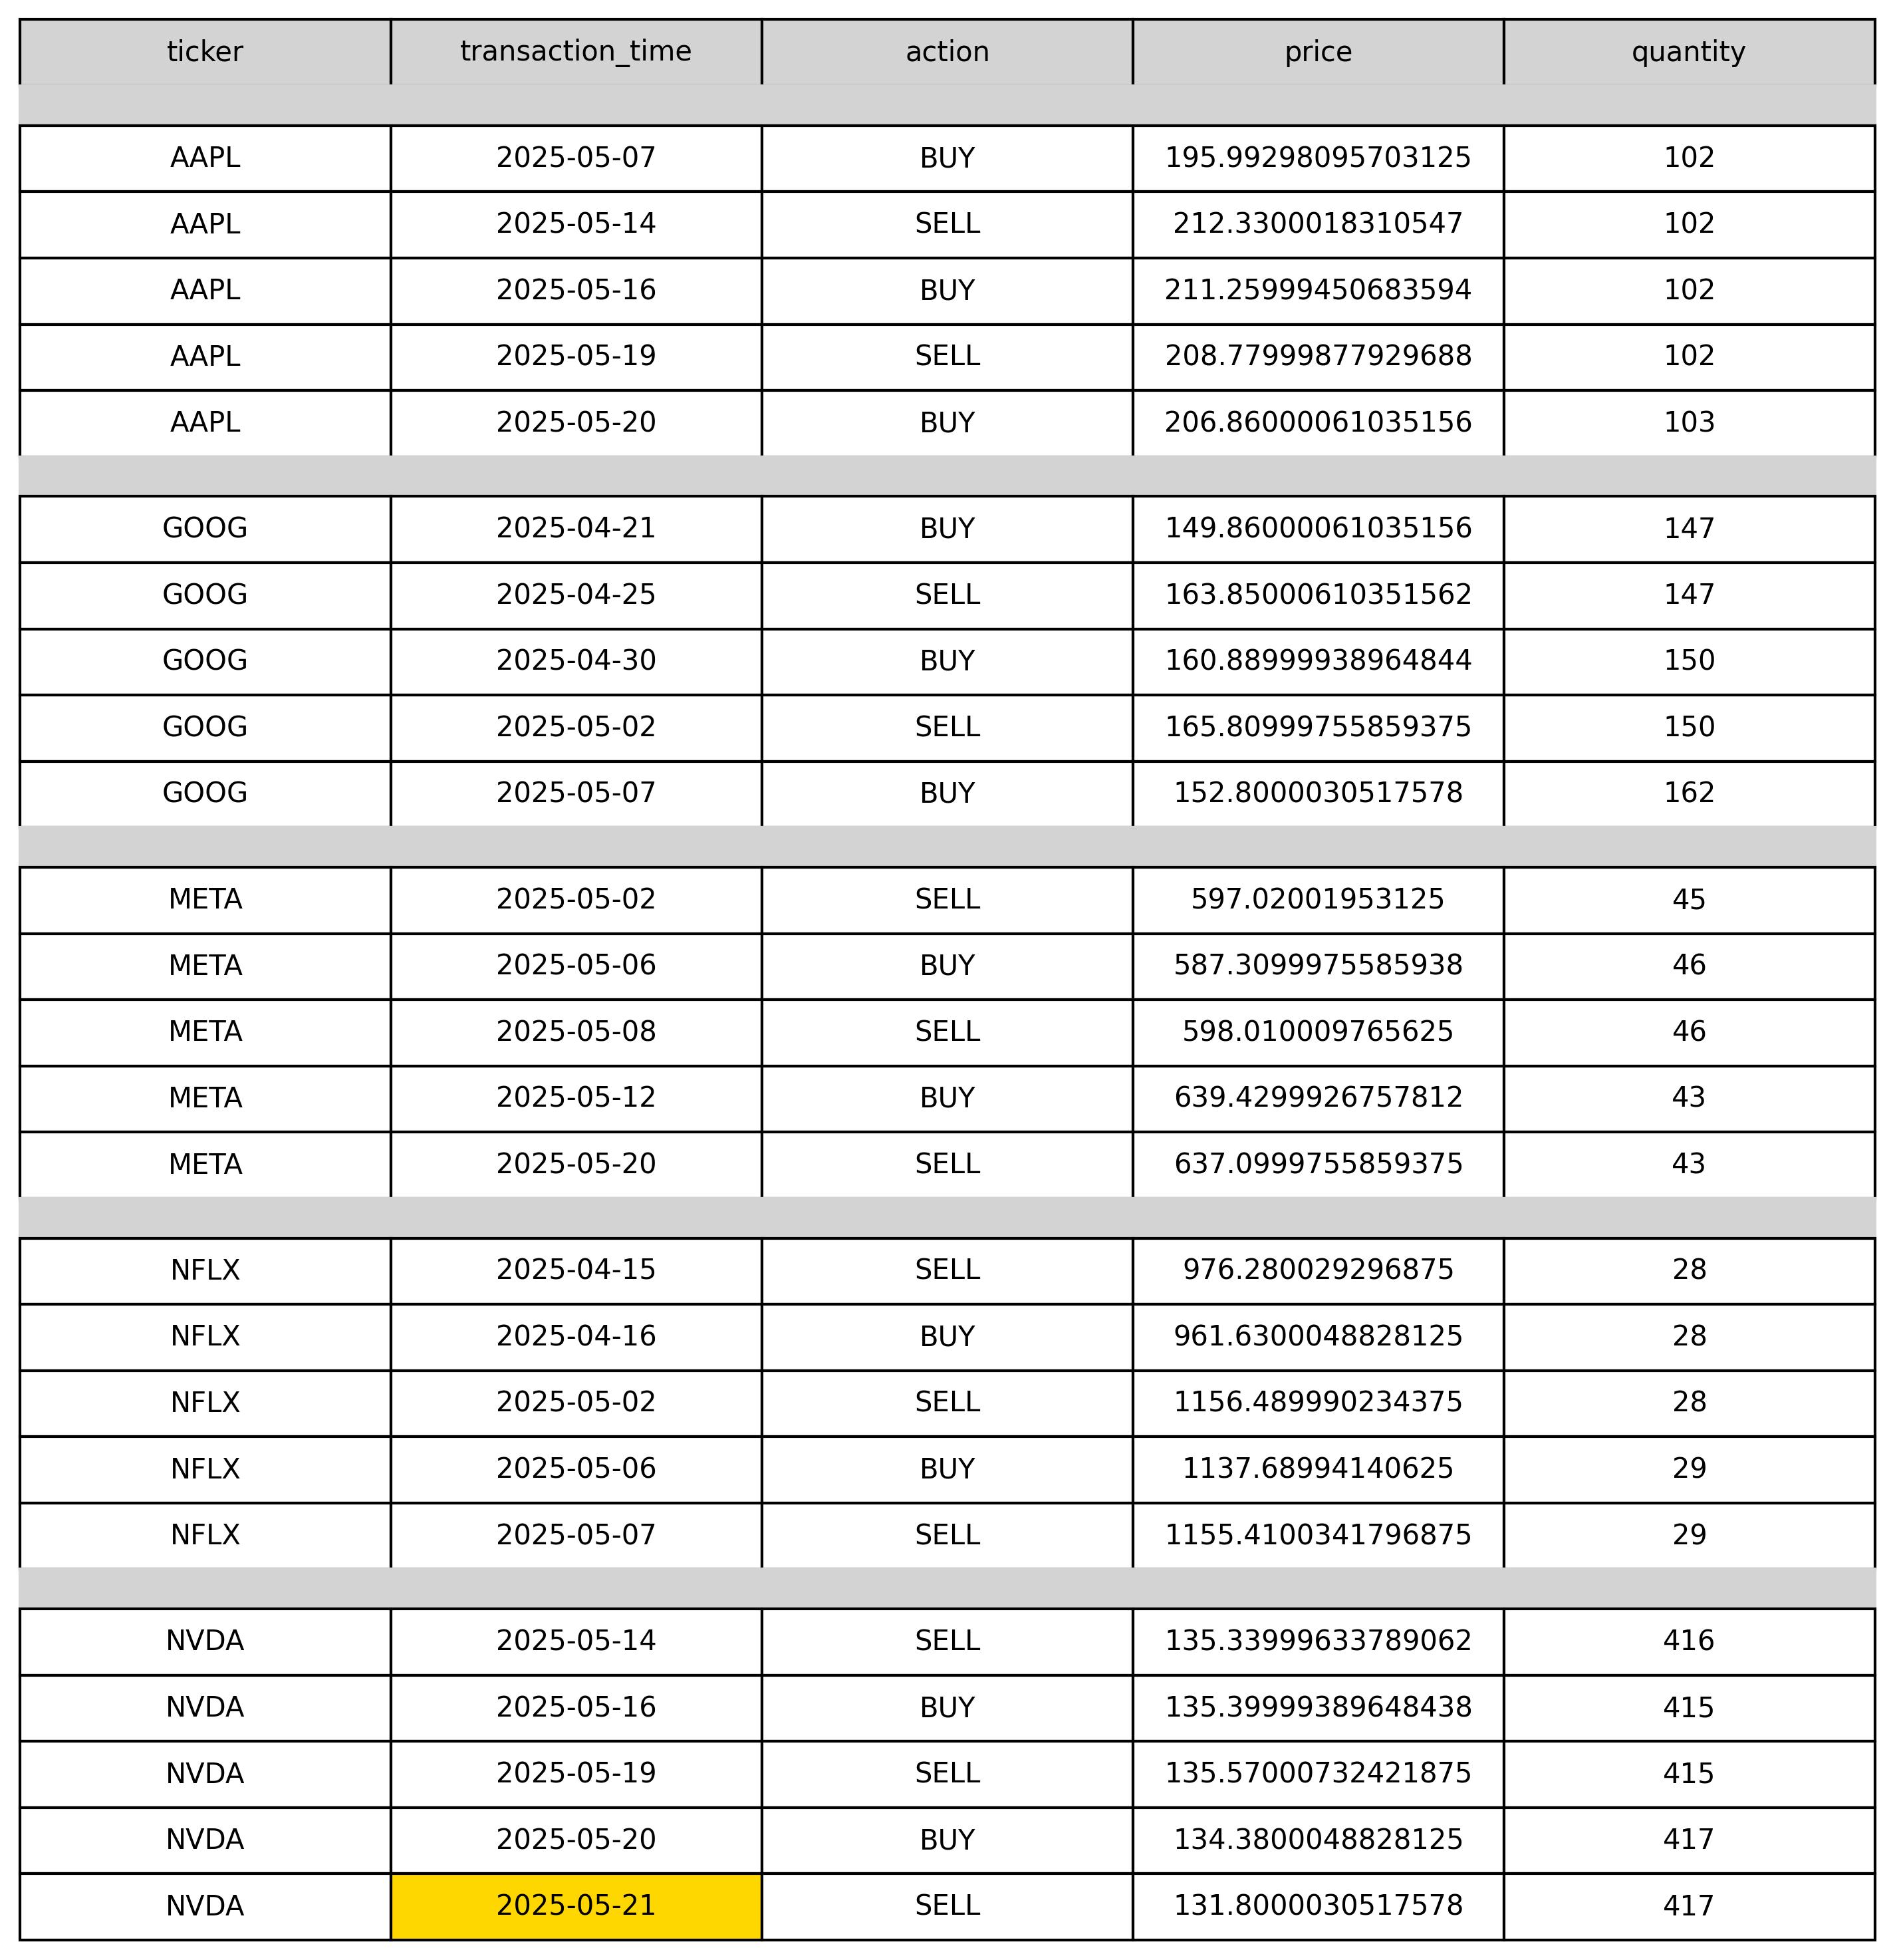 ticker transaction_time action price quantity
AAPL 2025-05-07 BUY 195.99298095703125 102
AAPL 2025-05-14 SELL 212.3300018310547 102
AAPL 2025-05-16 BUY 211.25999450683594 102
AAPL 2025-05-19 SELL 208.77999877929688 102
AAPL 2025-05-20 BUY 206.86000061035156 103
GOOG 2025-04-21 BUY 149.86000061035156 147
GOOG 2025-04-25 SELL 163.85000610351562 147
GOOG 2025-04-30 BUY 160.88999938964844 150
GOOG 2025-05-02 SELL 165.80999755859375 150
GOOG 2025-05-07 BUY 152.8000030517578 162
META 2025-05-02 SELL 597.02001953125 45
META 2025-05-06 BUY 587.3099975585938 46
META 2025-05-08 SELL 598.010009765625 46
META 2025-05-12 BUY 639.4299926757812 43
META 2025-05-20 SELL 637.0999755859375 43
NFLX 2025-04-15 SELL 976.280029296875 28
NFLX 2025-04-16 BUY 961.6300048828125 28
NFLX 2025-05-02 SELL 1156.489990234375 28
NFLX 2025-05-06 BUY 1137.68994140625 29
NFLX 2025-05-07 SELL 1155.4100341796875 29
NVDA 2025-05-14 SELL 135.33999633789062 416
NVDA 2025-05-16 BUY 135.39999389648438 415
NVDA 2025-05-19 SELL 135.57000732421875 415
NVDA 2025-05-20 BUY 134.3800048828125 417
NVDA 2025-05-21 SELL 131.8000030517578 417